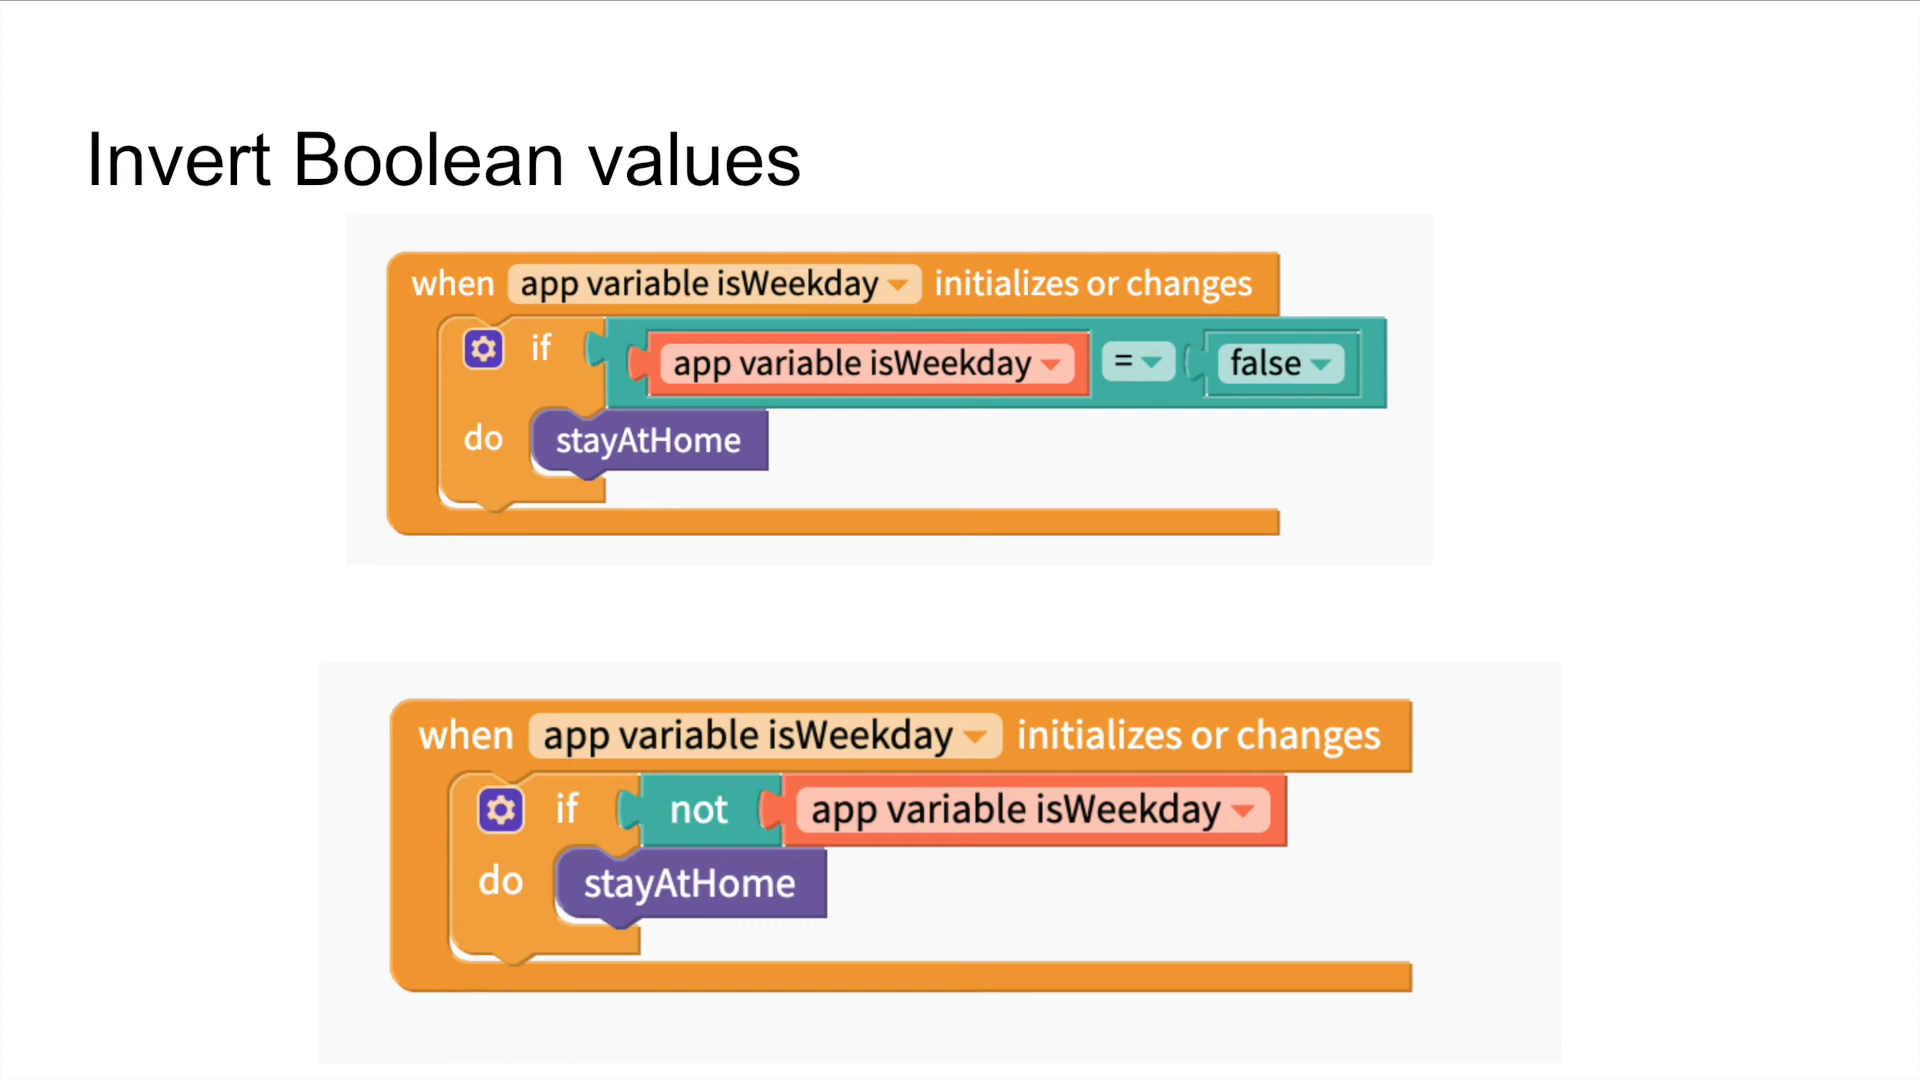 Invert Boolean values
when app variable isWeekday initializes or changes
if app variable isWeekday = false
do stayAtHome
when app variable isWeekday initializes or changes
if not app variable isWeekday
do stayAtHome